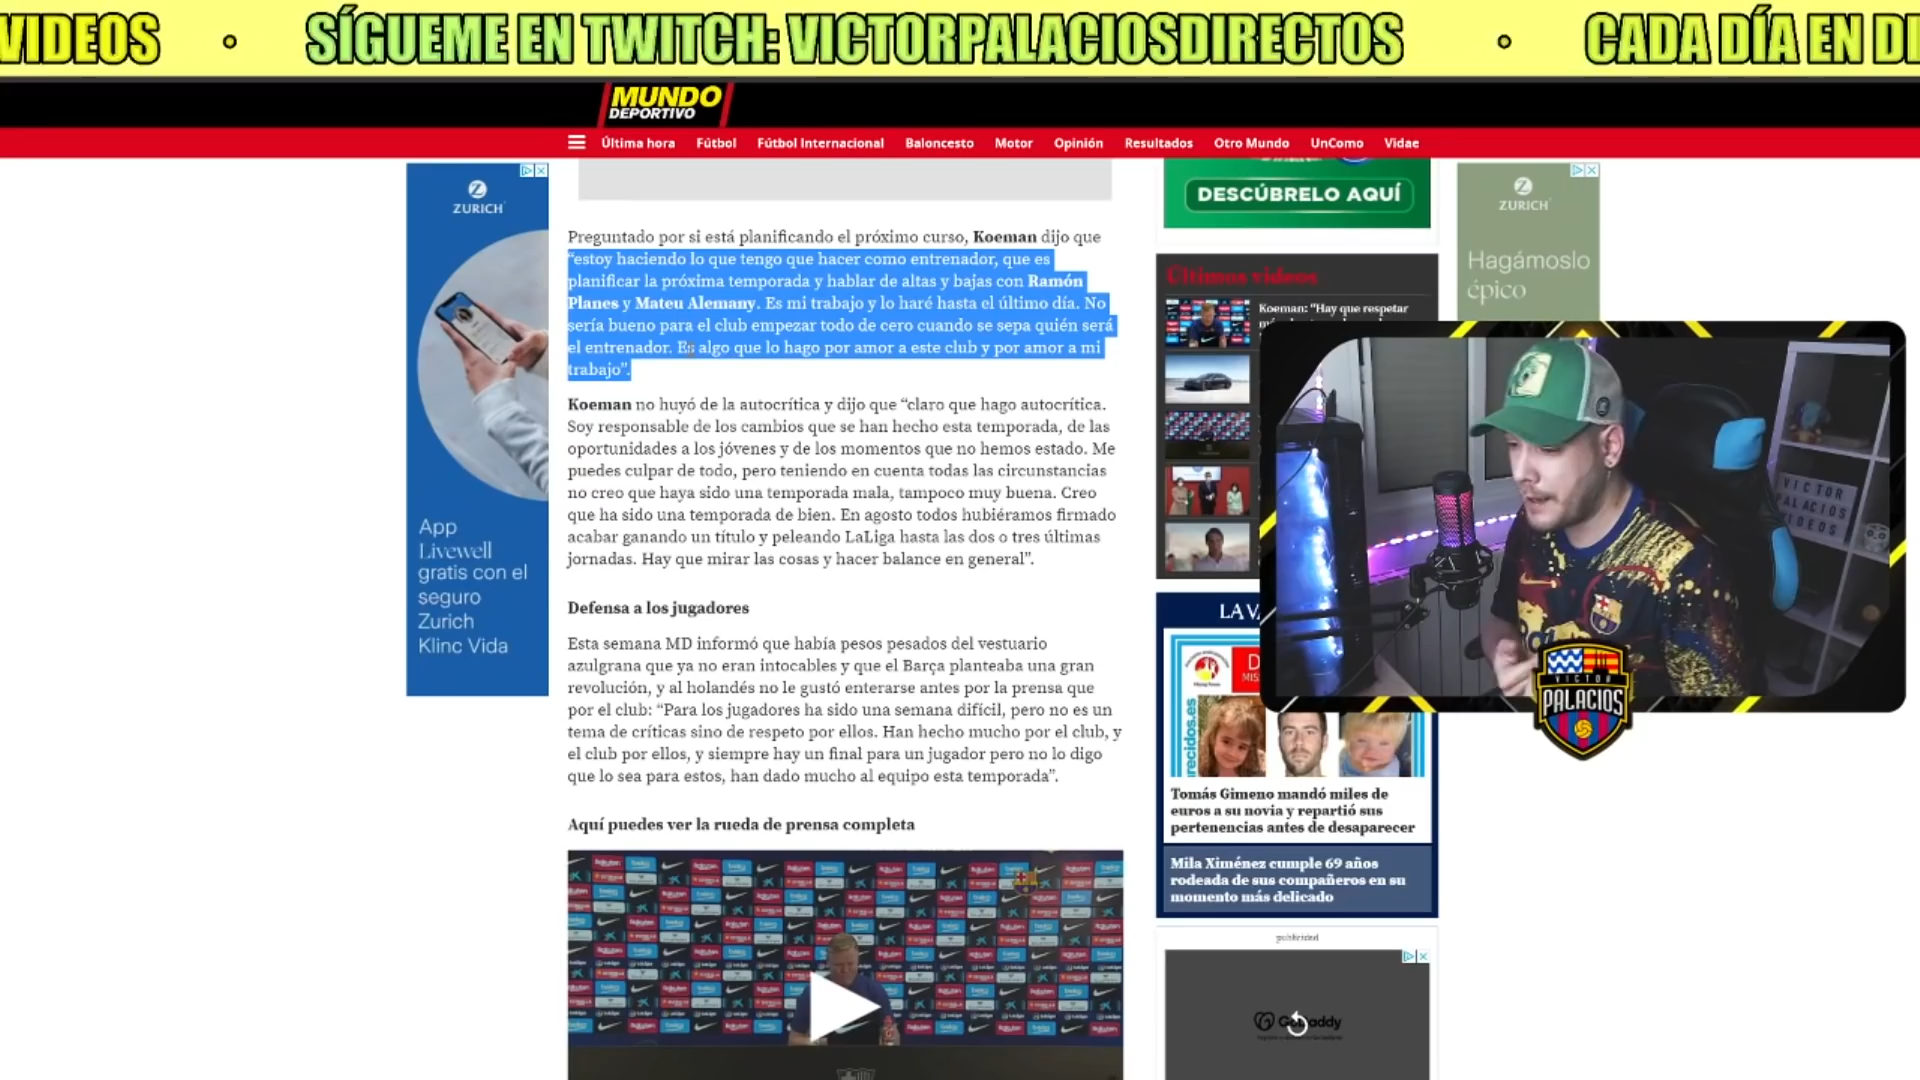 VIDEOS • SÍGUEME EN TWITCH: VICTORPALACIOSDIRECTOS • CADA DÍA EN DI
MUNDO
DEPORTIVO
Última hora Fútbol Fútbol Internacional Baloncesto Motor Opinión Resultados Otro Mundo UnComo Vidae
ZURICH
App
Livewell
gratis con el
seguro
Zurich
Klinc Vida
Preguntado por si está planificando el próximo curso, Koeman dijo que
“estoy haciendo lo que tengo que hacer como entrenador, que es
planificar la próxima temporada y hablar de altas y bajas con Ramón
Planes y Mateu Alemany. Es mi trabajo y lo haré hasta el último día. No
sería bueno para el club empezar todo de cero cuando se sepa quién será
el entrenador. Es algo que lo hago por amor a este club y por amor a mi
trabajo”.
Koeman no huyó de la autocrítica y dijo que “claro que hago autocrítica.
Soy responsable de los cambios que se han hecho esta temporada, de las
oportunidades a los jóvenes y de los momentos que no hemos estado. Me
puedes culpar de todo, pero teniendo en cuenta todas las circunstancias
no creo que haya sido una temporada mala, tampoco muy buena. Creo
que ha sido una temporada de bien. En agosto todos hubiéramos firmado
acabar ganando un título y peleando LaLiga hasta las dos o tres últimas
jornadas. Hay que mirar las cosas y hacer balance en general”.
Defensa a los jugadores
Esta semana MD informó que había pesos pesados del vestuario
azulgrana que ya no eran intocables y que el Barça planteaba una gran
revolución, y al holandés no le gustó enterarse antes por la prensa que
por el club: “Para los jugadores ha sido una semana difícil, pero no es un
tema de críticas sino de respeto por ellos. Han hecho mucho por el club, y
el club por ellos, y siempre hay un final para un jugador pero no lo digo
que lo sea para estos, han dado mucho al equipo esta temporada”.
Aquí puedes ver la rueda de prensa completa
DESCÚBRELO AQUÍ
Últimos vídeos
Koeman: “Hay que respetar
LA VA
recidos.es
Tomás Gimeno mandó miles de
euros a su novia y repartió sus
pertenencias antes de desaparecer
Mila Ximénez cumple 69 años
rodeada de sus compañeros en su
momento más delicado
publicidad
GoDaddy
ZURICH
Hagámoslo
épico
VICTOR
PALACIOS
VIDEOS
VICTOR
PALACIOS